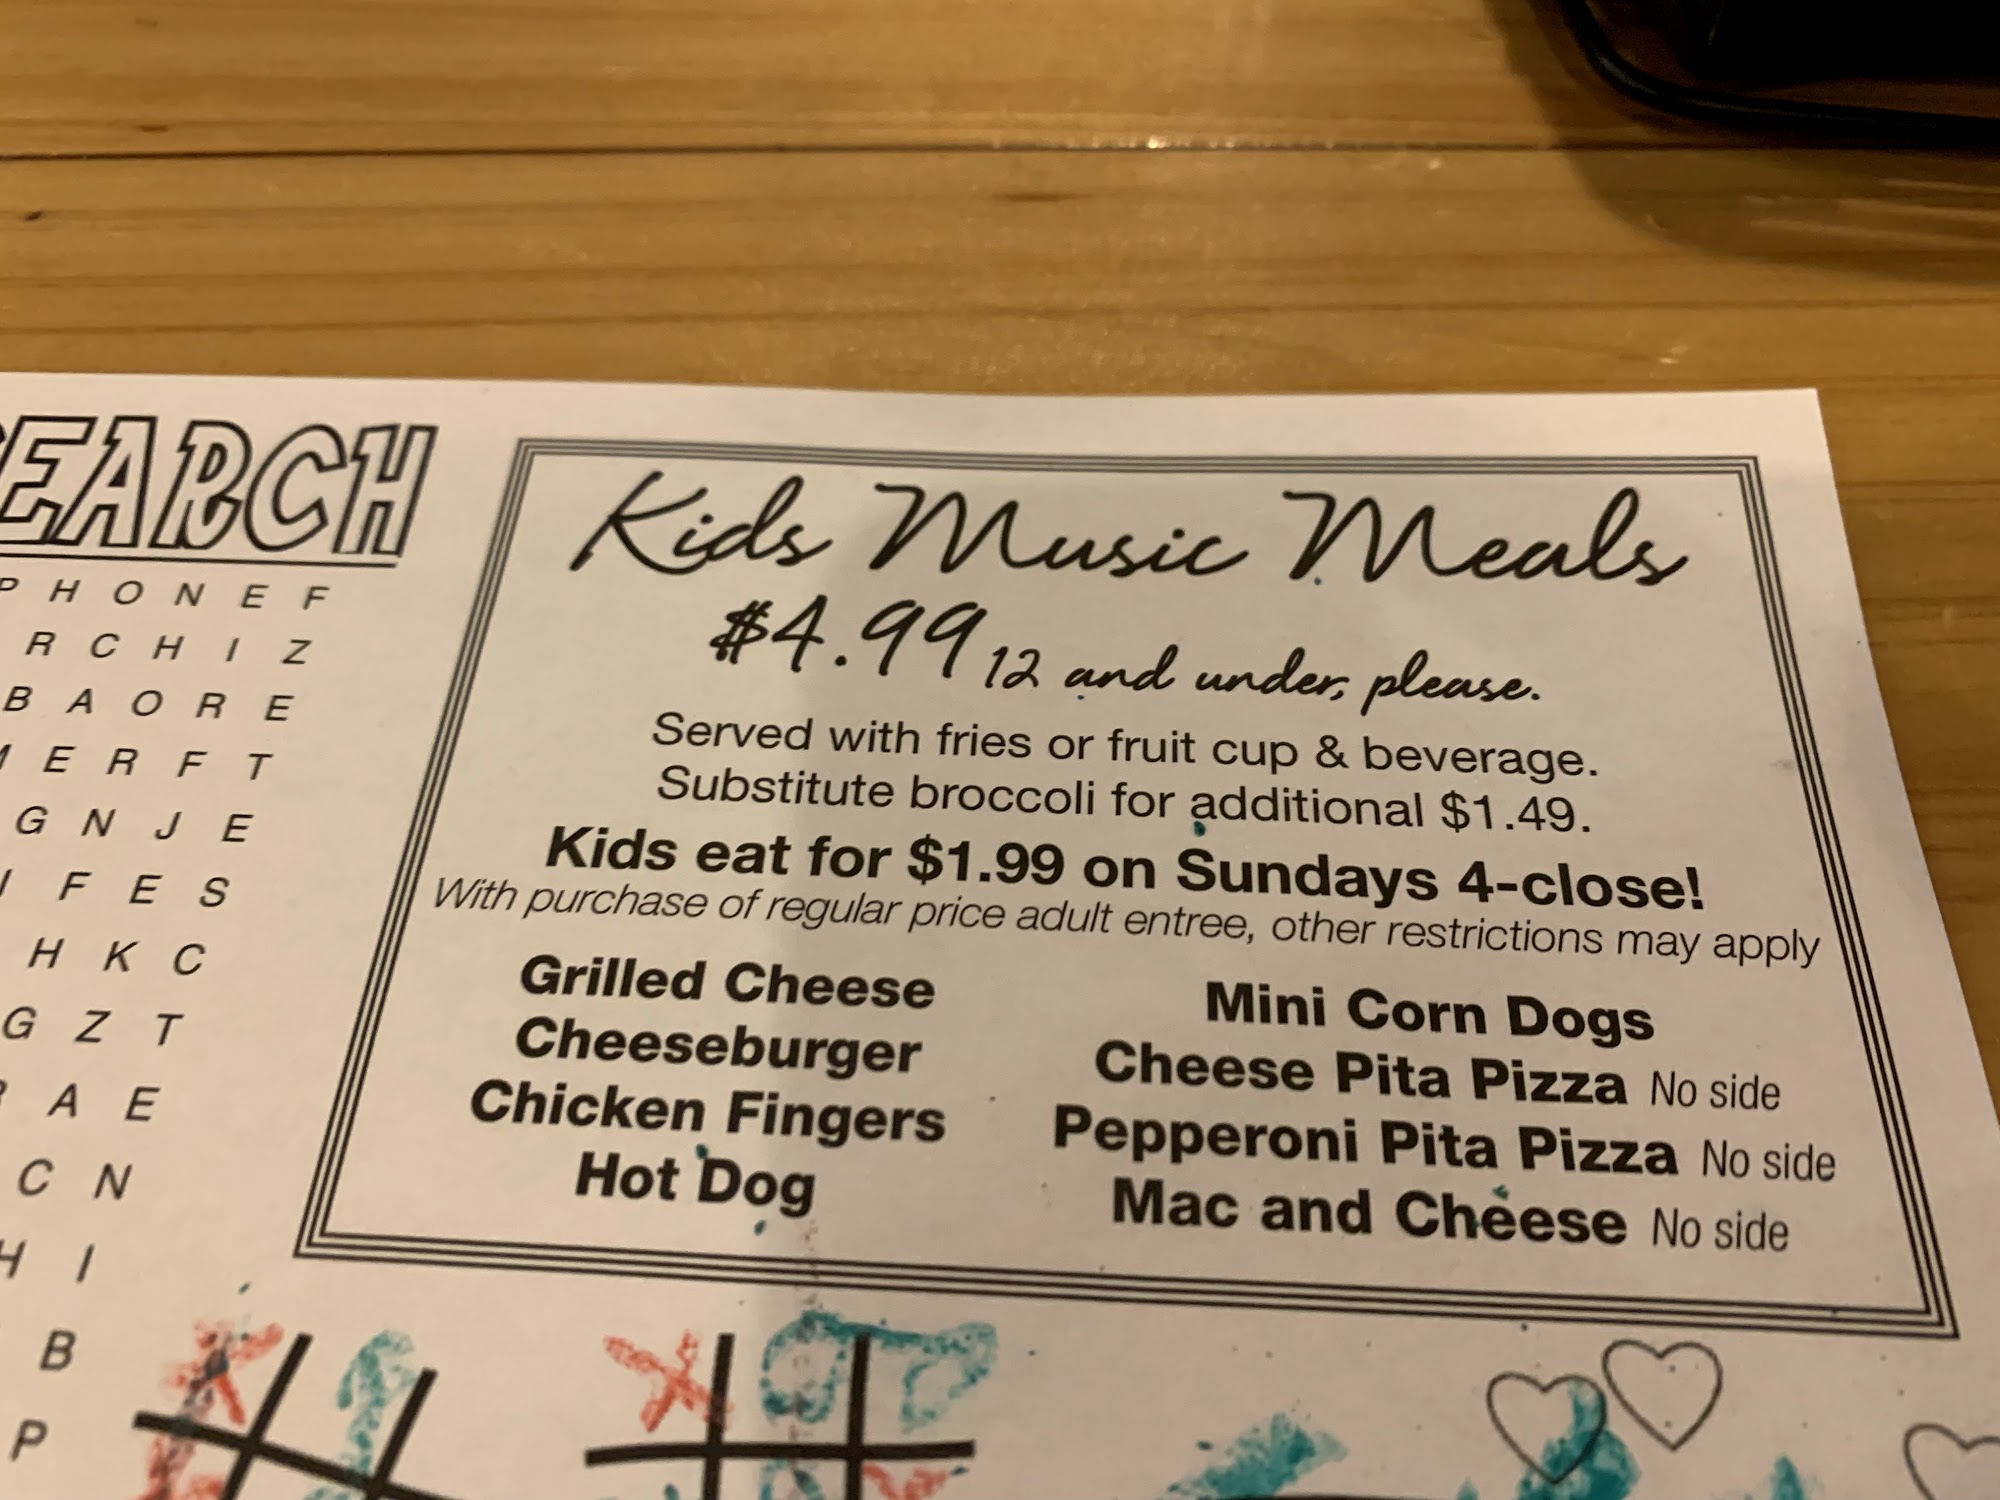 EARCH
P H O N E F
R C H I Z
B A O R E
E R F T
G N J E
F E S
H K C
G Z T
A E
C N
H I
B
P
Kids Music Meals
$4.99 12 and under, please.
Served with fries or fruit cup & beverage.
Substitute broccoli for additional $1.49.
Kids eat for $1.99 on Sundays 4-close!
With purchase of regular price adult entree, other restrictions may apply
Grilled Cheese
Cheeseburger
Chicken Fingers
Hot Dog
Mini Corn Dogs
Cheese Pita Pizza No side
Pepperoni Pita Pizza No side
Mac and Cheese No side